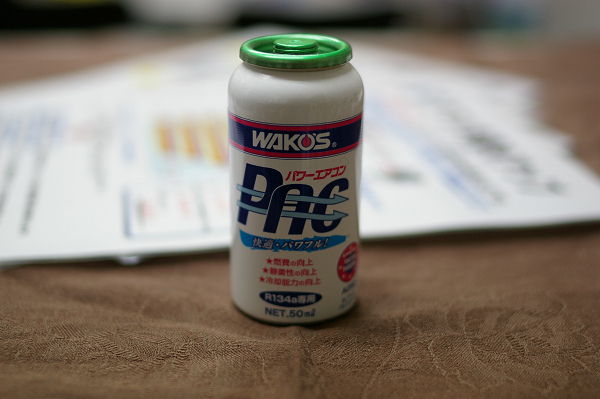 WAKO'S®
パワーエアコン
PAC
快適・パワフル!
★燃費の向上
★静粛性の向上
★冷却能力の向上
R134a専用
NET.50mℓ